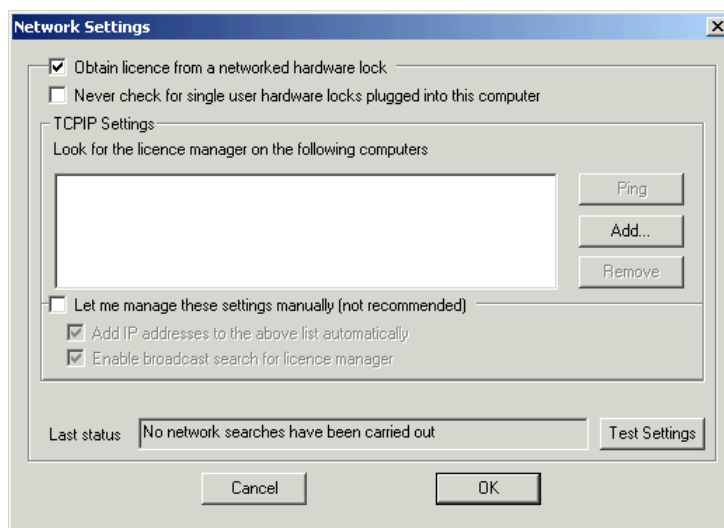 Network Settings
Obtain licence from a networked hardware lock
Never check for single user hardware locks plugged into this computer
TCPIP Settings
Look for the licence manager on the following computers
Ping
Add...
Remove
Let me manage these settings manually (not recommended)
Add IP addresses to the above list automatically
Enable broadcast search for licence manager
Last status No network searches have been carried out Test Settings
Cancel OK